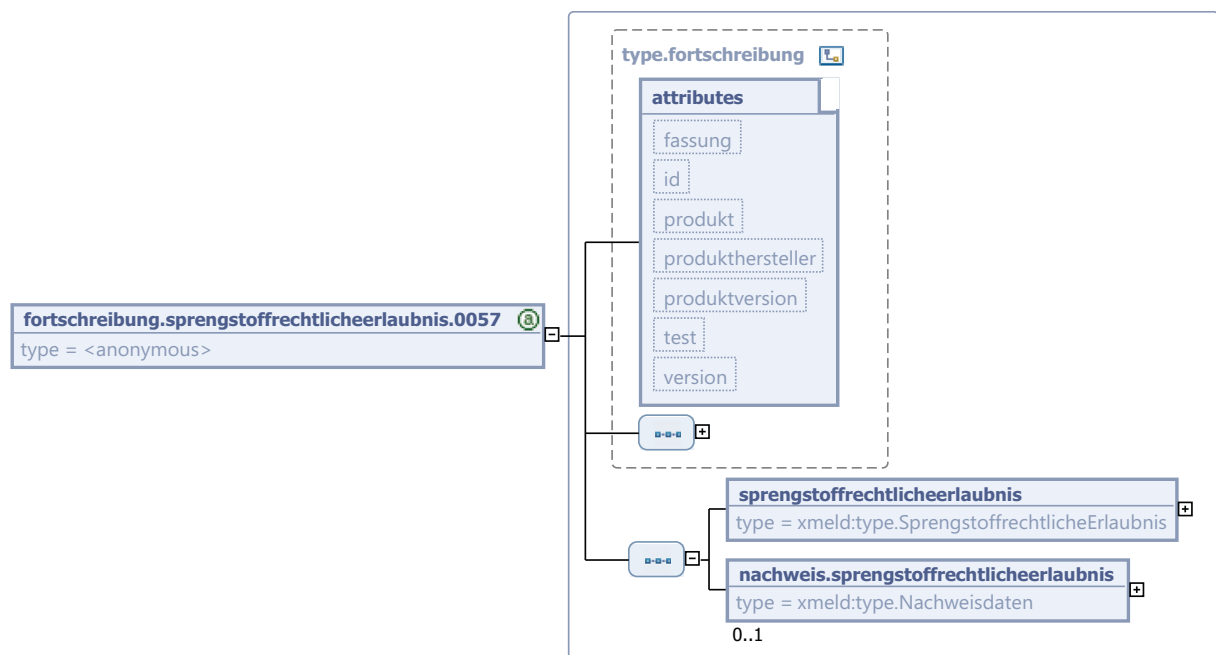 type.fortschreibung
attributes
fassung
id
produkt
produkthersteller
produktversion
test
version
fortschreibung.sprengstoffrechtlicheerlaubnis.0057 a
type = <anonymous>
sprengstoffrechtlicheerlaubnis
type = xmeld:type.SprengstoffrechtlicheErlaubnis
nachweis.sprengstoffrechtlicheerlaubnis
type = xmeld:type.Nachweisdaten
0..1